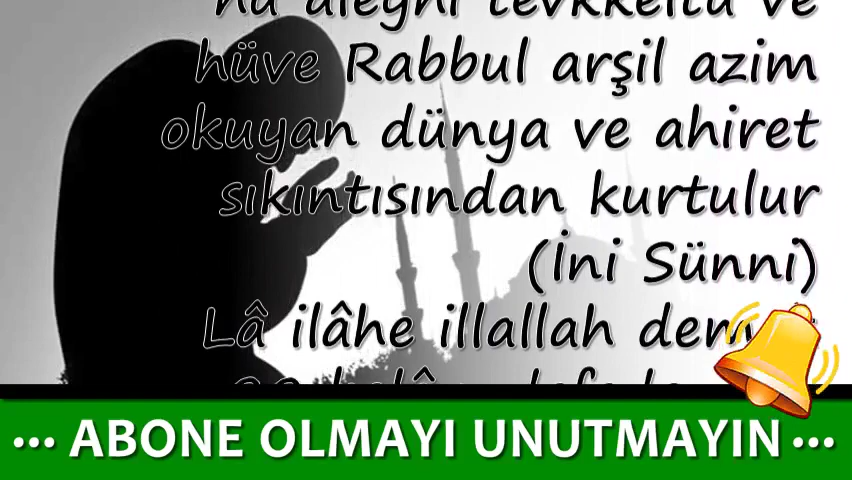 hüve Rabbul arşil azim
okuyan dünya ve ahiret
sıkıntısından kurtulur
(İni Sünni)
Lâ ilâhe illallah
••• ABONE OLMAYI UNUTMAYIN •••